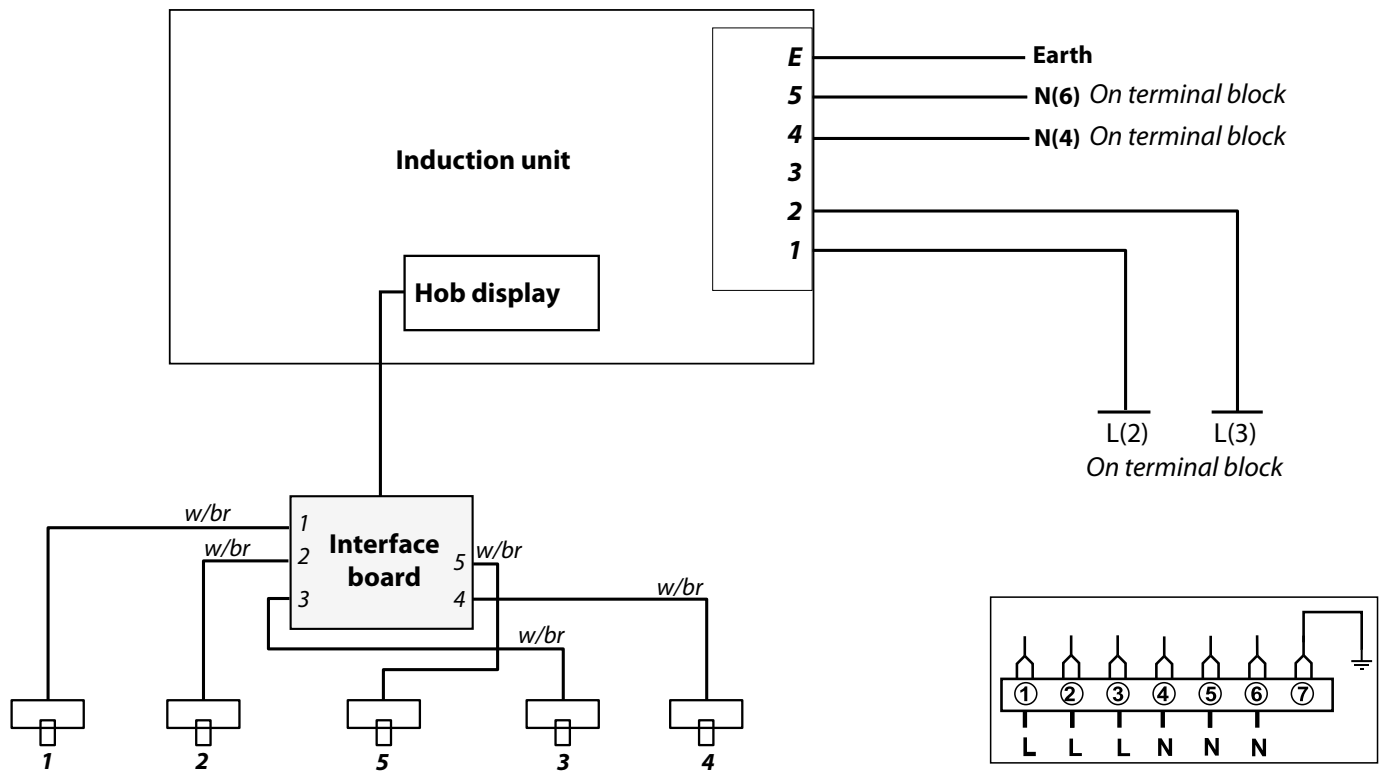 E Earth
5 N(6) On terminal block
4 N(4) On terminal block
Induction unit
3
2
1
Hob display
L(2) L(3)
On terminal block
w/br
1
w/br
2
Interface
board
5 w/br
3
4
w/br
w/br
1 2 5 3 4
1 2 3 4 5 6 7
L L L N N N